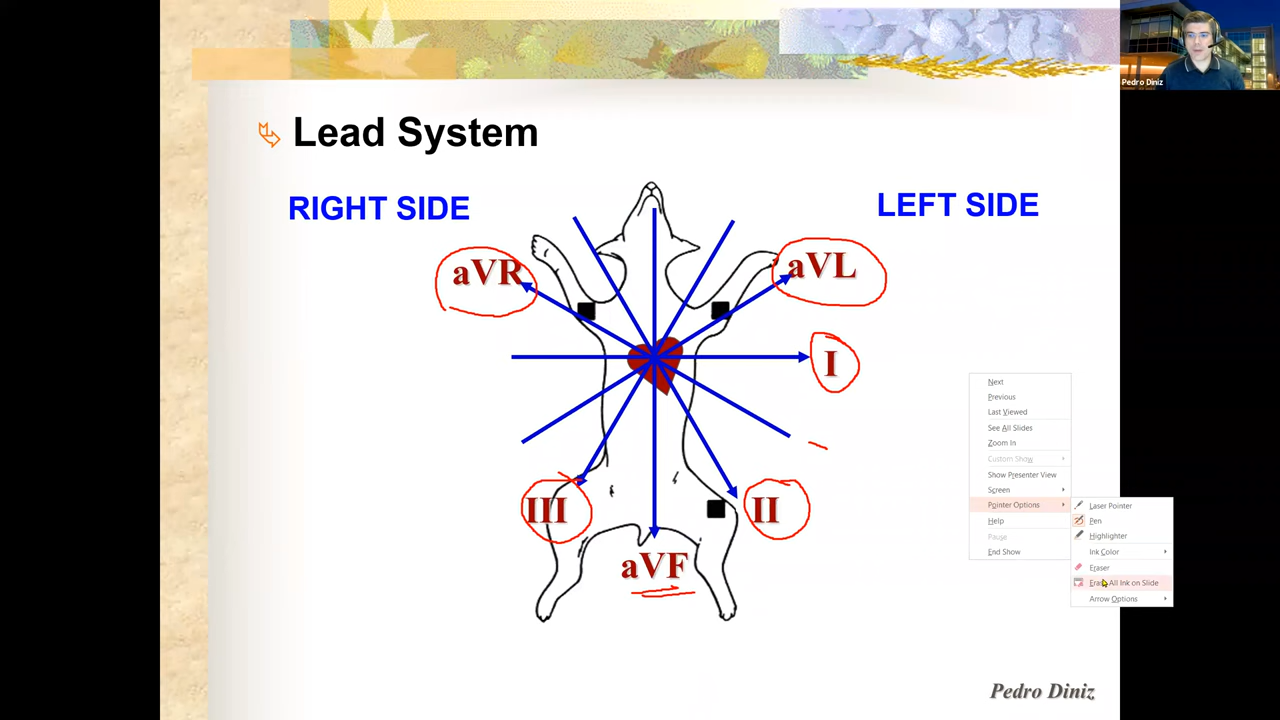 Pedro Diniz
Lead System
RIGHT SIDE
LEFT SIDE
aVR
aVL
I
III
II
aVF
Next
Previous
Last Viewed
See All Slides
Zoom In
Custom Show
Show Presenter View
Screen
Pointer Options
Help
Pause
End Show
Laser Pointer
Pen
Highlighter
Ink Color
Eraser
Erase All Ink on Slide
Arrow Options
Pedro Diniz